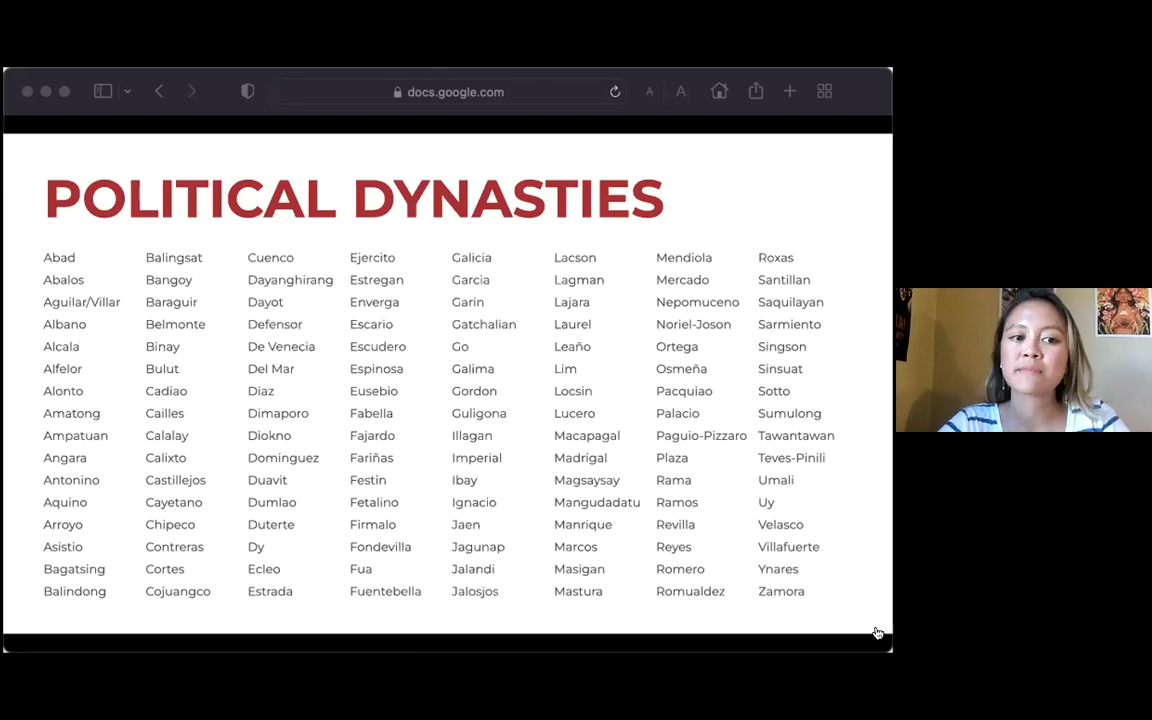 docs.google.com
A A
POLITICAL DYNASTIES
Abad Balingsat Cuenco Ejercito Galicia Lacson Mendiola Roxas
Abalos Bangoy Dayanghirang Estregan Garcia Lagman Mercado Santillan
Aguilar/Villar Baraguir Dayot Enverga Garin Lajara Nepomuceno Saquilayan
Albano Belmonte Defensor Escario Gatchalian Laurel Noriel-Joson Sarmiento
Alcala Binay De Venecia Escudero Go Leaño Ortega Singson
Alfelor Bulut Del Mar Espinosa Galima Lim Osmeña Sinsuat
Alonto Cadiao Diaz Eusebio Gordon Locsin Pacquiao Sotto
Amatong Cailles Dimaporo Fabella Guligona Lucero Palacio Sumulong
Ampatuan Calalay Diokno Fajardo Illagan Macapagal Paguio-Pizzaro Tawantawan
Angara Calixto Dominguez Fariñas Imperial Madrigal Plaza Teves-Pinili
Antonino Castillejos Duavit Festin Ibay Magsaysay Rama Umali
Aquino Cayetano Dumlao Fetalino Ignacio Mangudadatu Ramos Uy
Arroyo Chipeco Duterte Firmalo Jaen Manrique Revilla Velasco
Asistio Contreras Dy Fondevilla Jagunap Marcos Reyes Villafuerte
Bagatsing Cortes Ecleo Fua Jalandi Masigan Romero Ynares
Balindong Cojuangco Estrada Fuentebella Jalosjos Mastura Romualdez Zamora